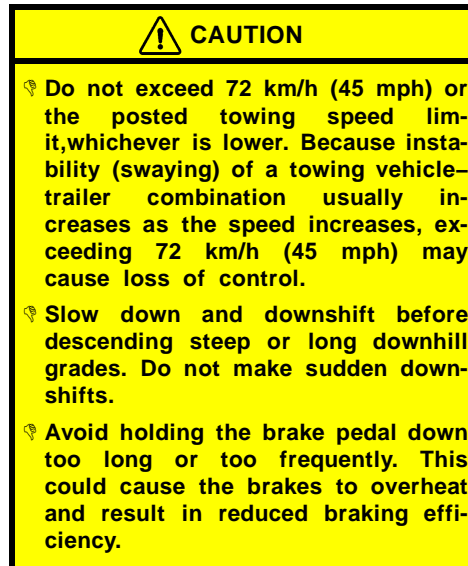 CAUTION
Do not exceed 72 km/h (45 mph) or
the posted towing speed lim-
it,whichever is lower. Because insta-
bility (swaying) of a towing vehicle–
trailer combination usually in-
creases as the speed increases, ex-
ceeding 72 km/h (45 mph) may
cause loss of control.
Slow down and downshift before
descending steep or long downhill
grades. Do not make sudden down-
shifts.
Avoid holding the brake pedal down
too long or too frequently. This
could cause the brakes to overheat
and result in reduced braking effi-
ciency.